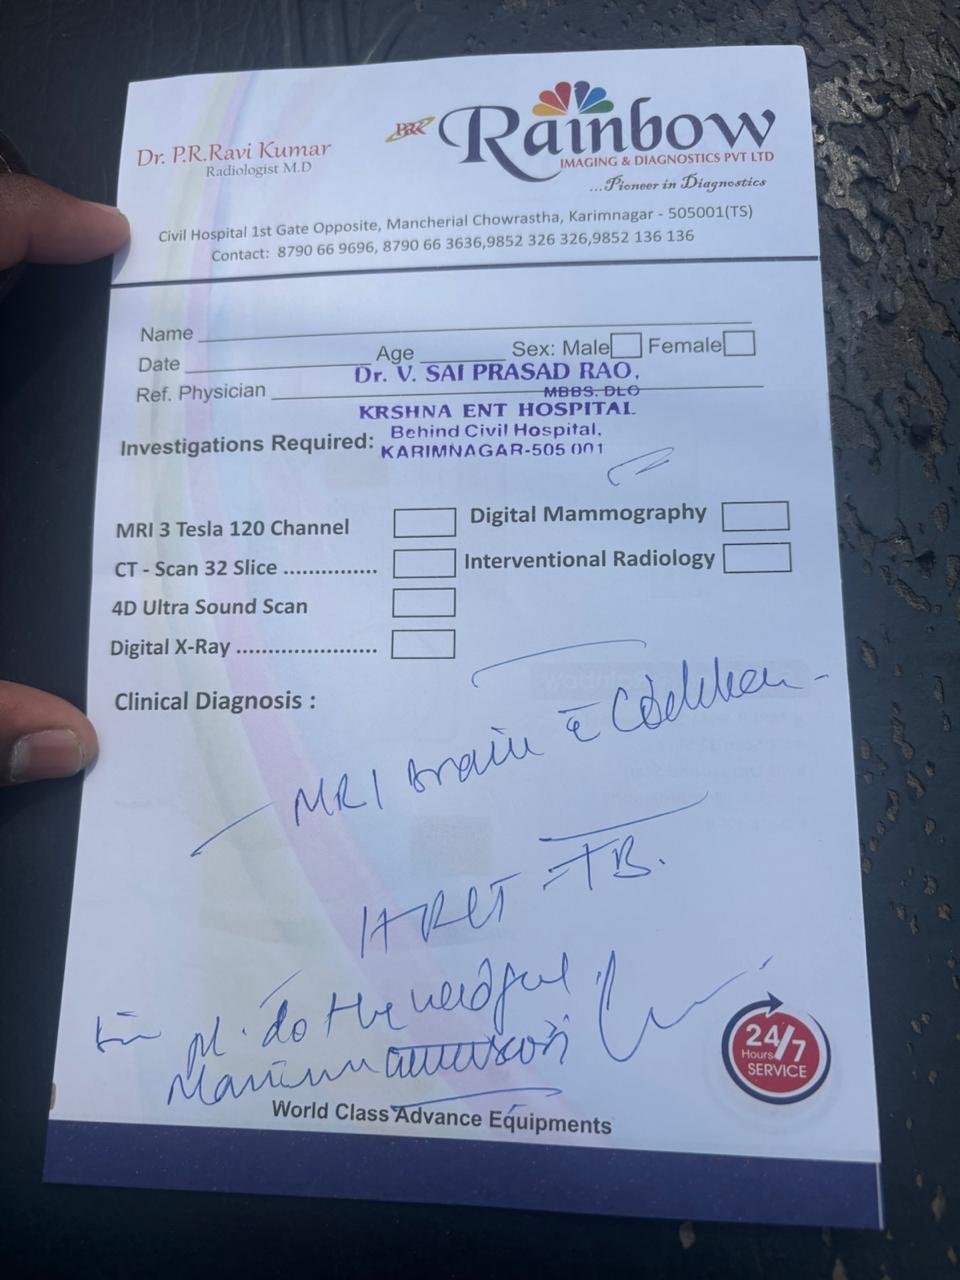 Dr. P.R.Ravi Kumar
Radiologist M.D
PRK
Rainbow
IMAGING & DIAGNOSTICS PVT LTD
...Pioneer in Diagnostics
Civil Hospital 1st Gate Opposite, Mancherial Chowrastha, Karimnagar - 505001(TS)
Contact: 8790 66 9696, 8790 66 3636,9852 326 326,9852 136 136
Name
Date Age Sex: Male Female
Ref. Physician
Dr. V. SAI PRASAD RAO,
MBBS. DLO
KRSHNA ENT HOSPITAL
Behind Civil Hospital,
KARIMNAGAR-505 001
Investigations Required:
MRI 3 Tesla 120 Channel
Digital Mammography
CT - Scan 32 Slice ..............
Interventional Radiology
4D Ultra Sound Scan
Digital X-Ray ......................
Clinical Diagnosis :
MRI Brain
HRCT TB.
do the needful
24/7
Hours
SERVICE
World Class Advance Equipments